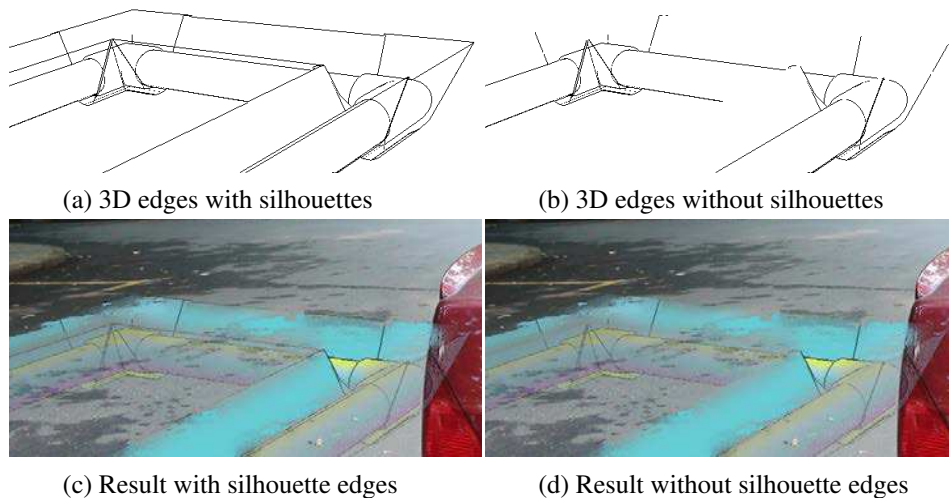 (a) 3D edges with silhouettes
(b) 3D edges without silhouettes
(c) Result with silhouette edges
(d) Result without silhouette edges